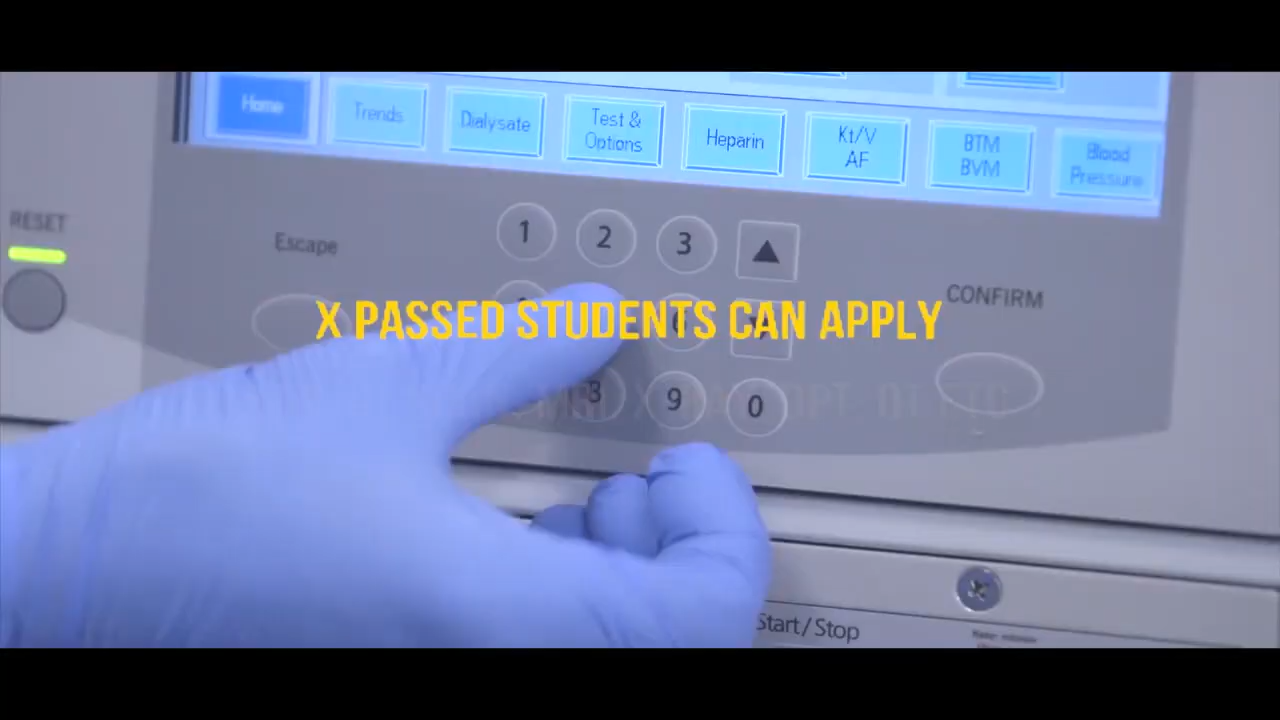 Home
Trends
Dialysate
Test & Options
Heparin
Kt/V AF
BTM BVM
Blood Pressure
RESET
Escape
1 2 3
CONFIRM
X PASSED STUDENTS CAN APPLY
9 0
Start/Stop